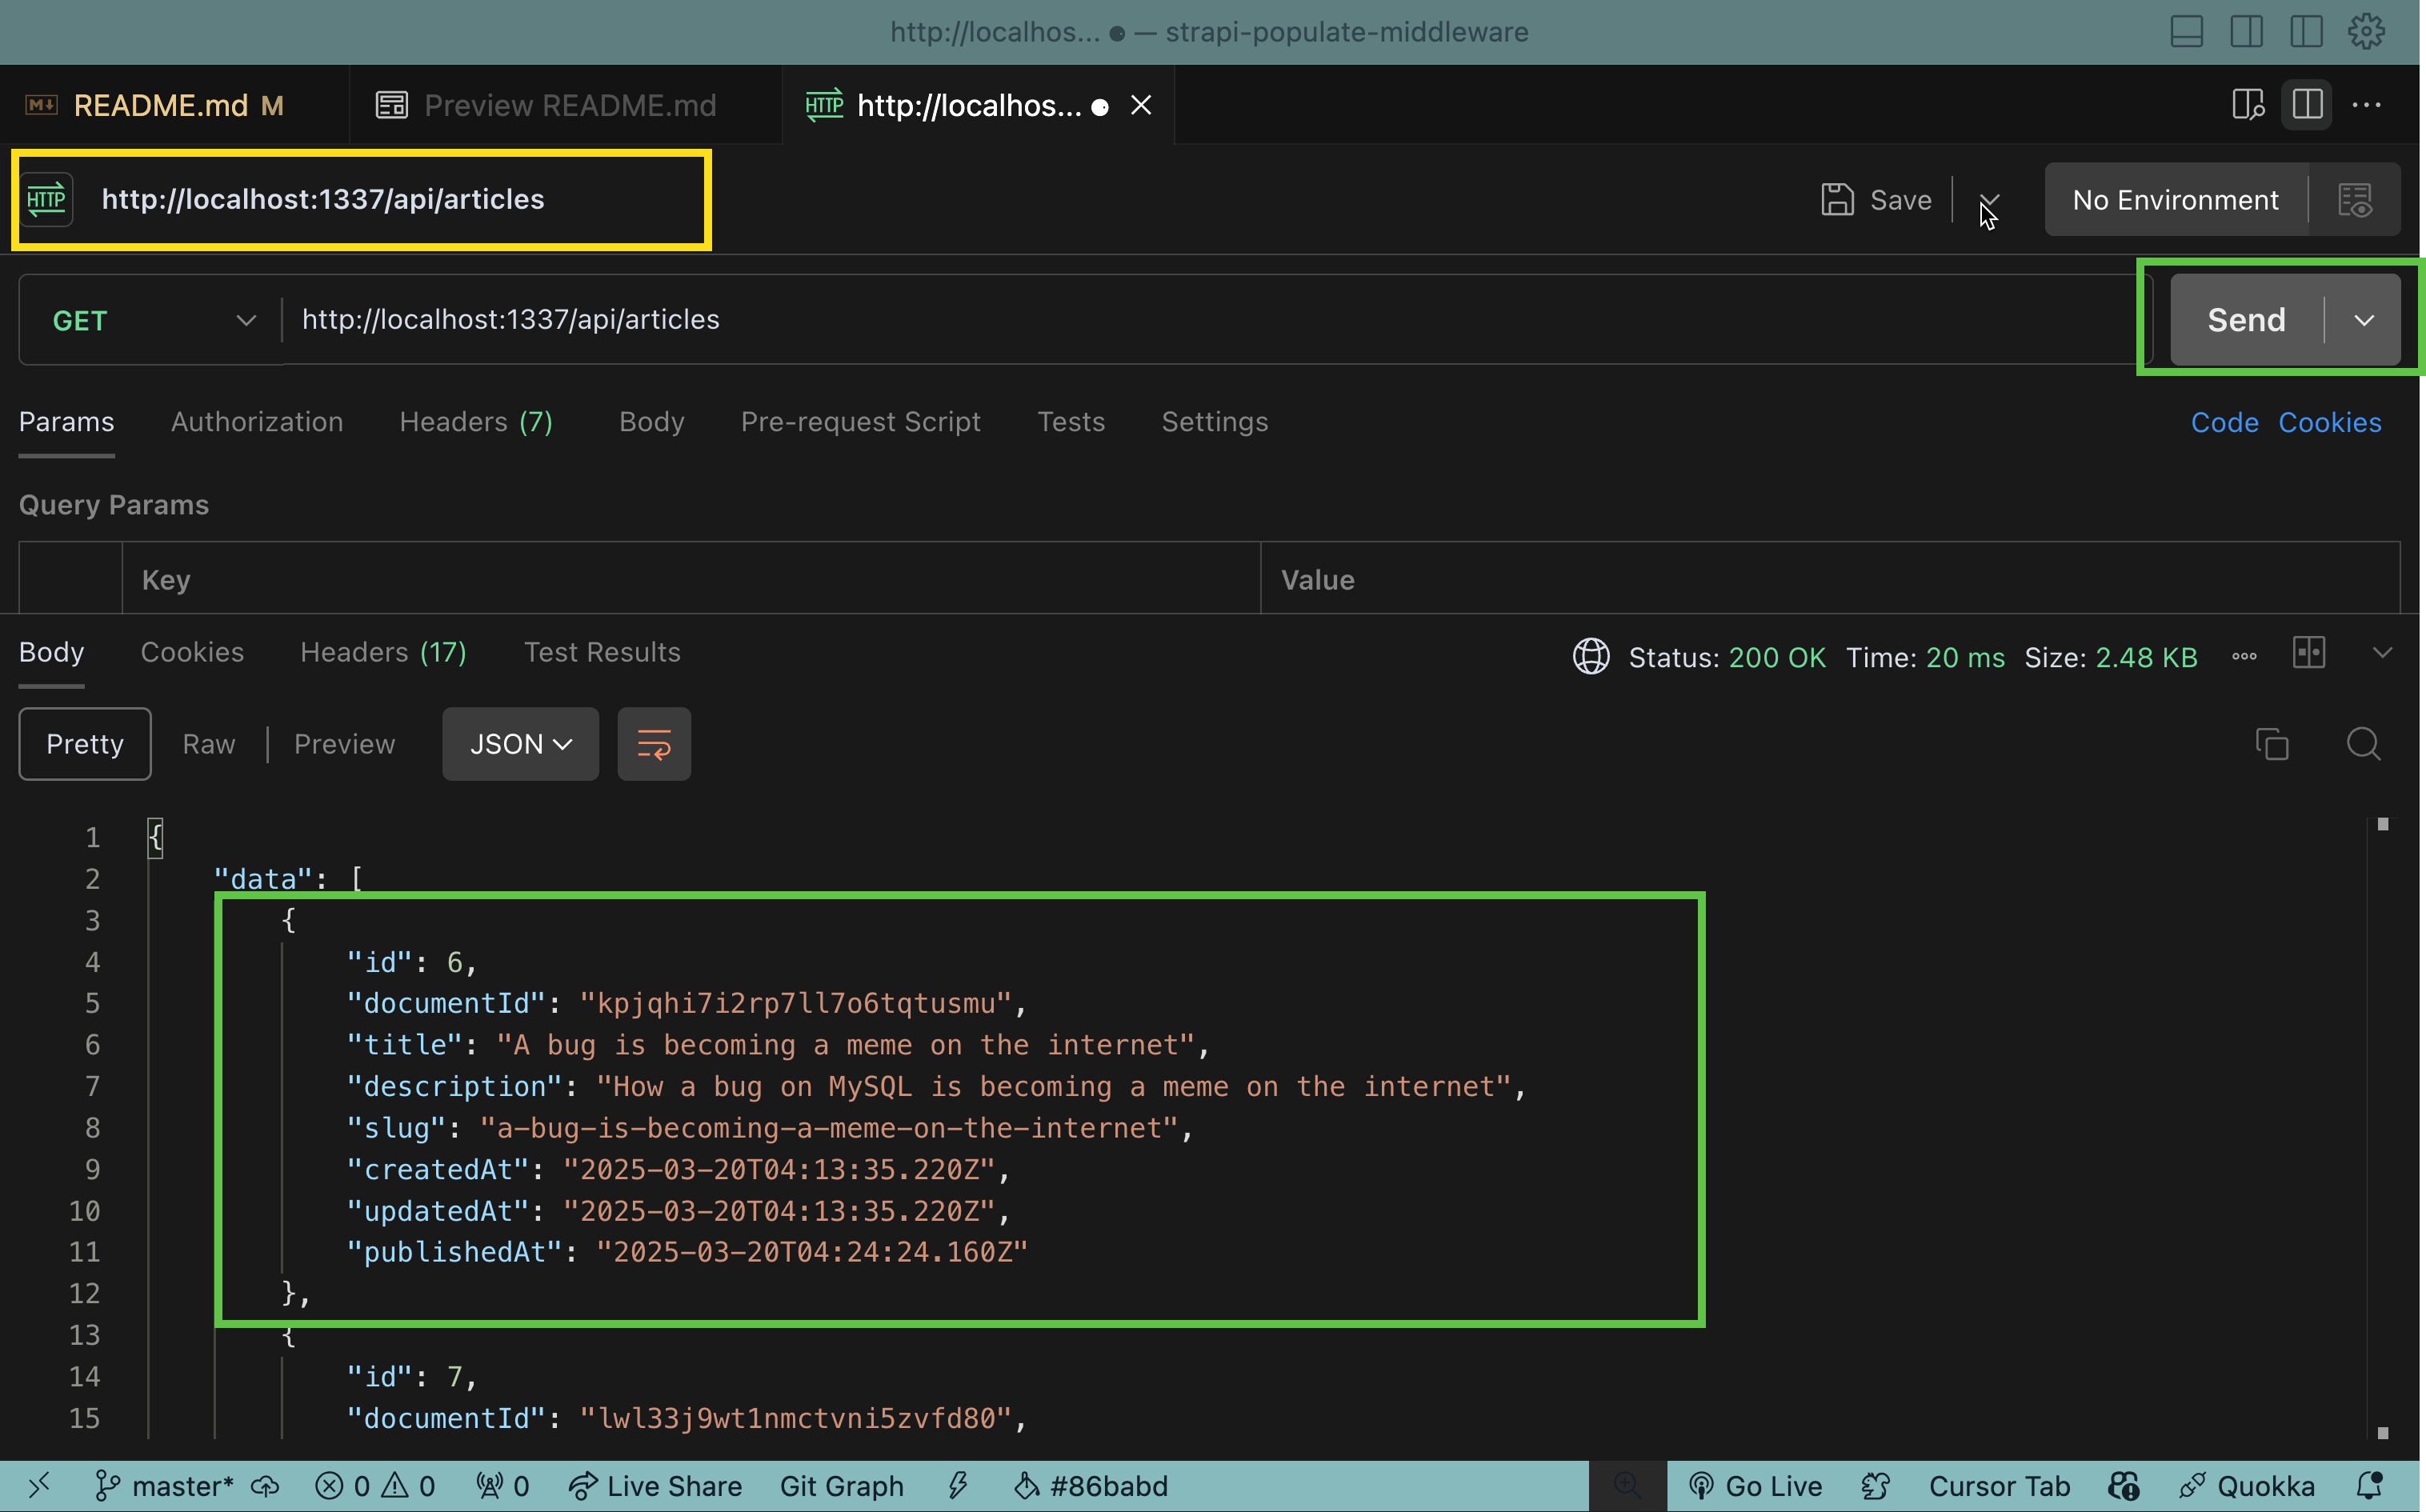 http://localhos... ● — strapi-populate-middleware
README.md M
Preview README.md
HTTP http://localhos... ●
HTTP http://localhost:1337/api/articles
Save
No Environment
GET http://localhost:1337/api/articles
Send
Params Authorization Headers (7) Body Pre-request Script Tests Settings
Code Cookies
Query Params
Key Value
Body Cookies Headers (17) Test Results
Status: 200 OK Time: 20 ms Size: 2.48 KB
Pretty Raw | Preview JSON
1 {
2 "data": [
3 {
4 "id": 6,
5 "documentId": "kpjqhi7i2rp7ll7o6tqtusmu",
6 "title": "A bug is becoming a meme on the internet",
7 "description": "How a bug on MySQL is becoming a meme on the internet",
8 "slug": "a-bug-is-becoming-a-meme-on-the-internet",
9 "createdAt": "2025-03-20T04:13:35.220Z",
10 "updatedAt": "2025-03-20T04:13:35.220Z",
11 "publishedAt": "2025-03-20T04:24:24.160Z"
12 },
13 {
14 "id": 7,
15 "documentId": "lwl33j9wt1nmctvni5zvfd80",
master* 0 0 0 Live Share Git Graph #86babd Go Live Cursor Tab Quokka